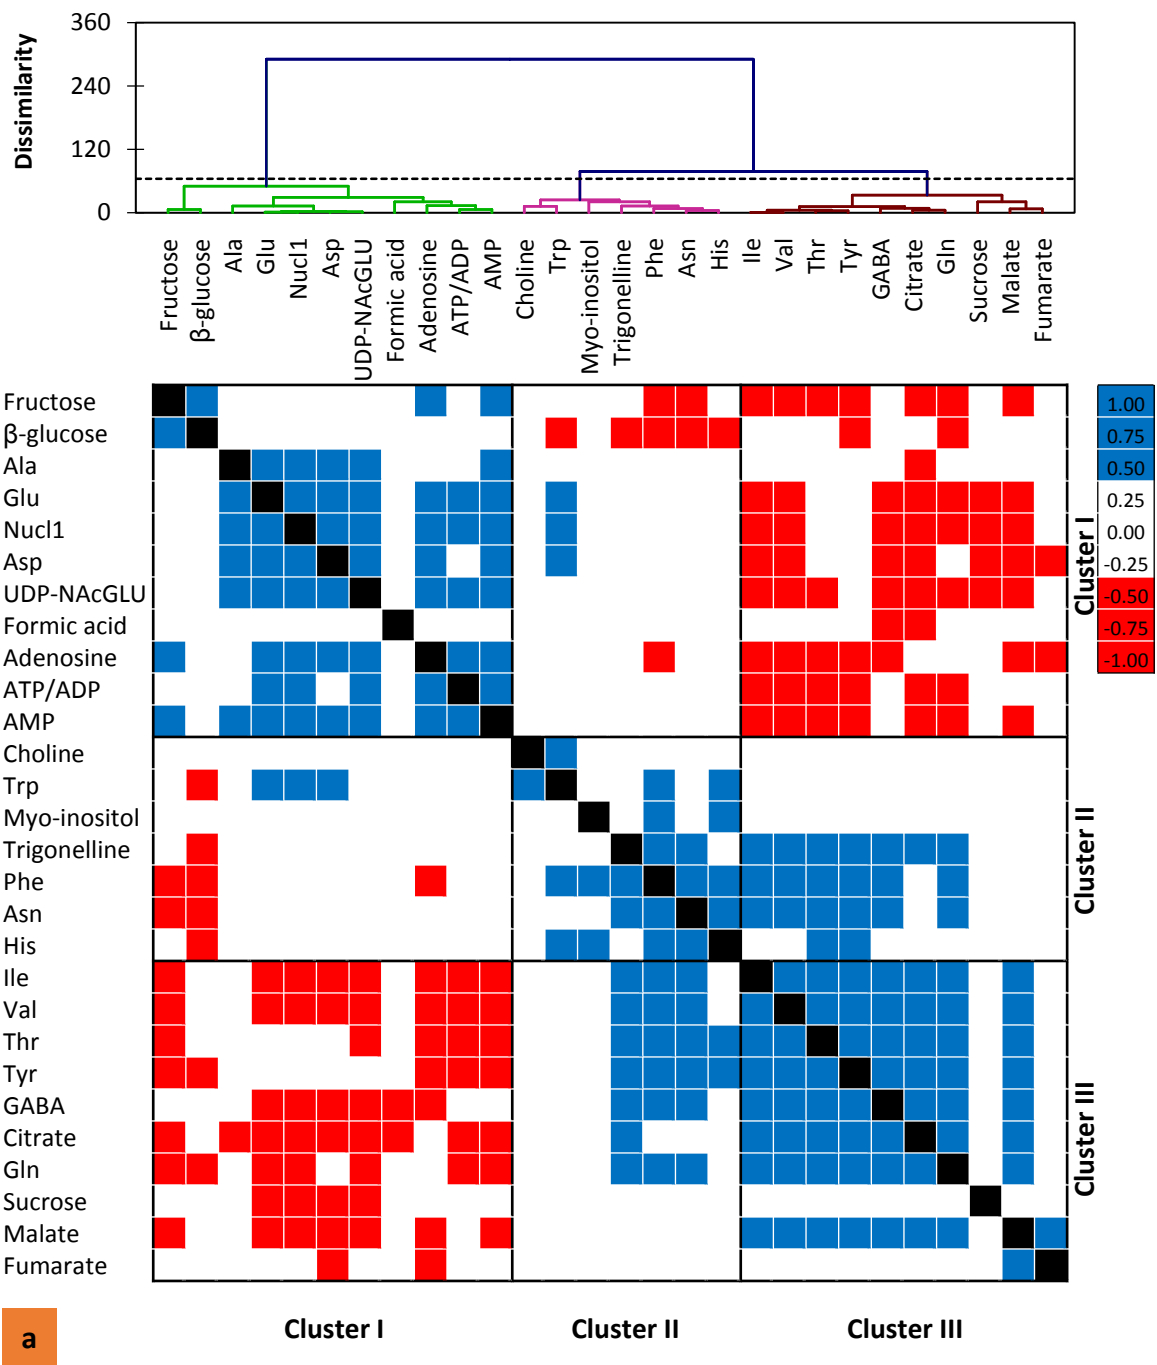 360
240
120
0
Dissimilarity
Fructose
β-glucose
Ala
Glu
Nucl1
Asp
UDP-NAcGLU
Formic acid
Adenosine
ATP/ADP
AMP
Choline
Trp
Myo-inositol
Trigonelline
Phe
Asn
His
Ile
Val
Thr
Tyr
GABA
Citrate
Gln
Sucrose
Malate
Fumarate
Fructose
β-glucose
Ala
Glu
Nucl1
Asp
UDP-NAcGLU
Formic acid
Adenosine
ATP/ADP
AMP
Choline
Trp
Myo-inositol
Trigonelline
Phe
Asn
His
Ile
Val
Thr
Tyr
GABA
Citrate
Gln
Sucrose
Malate
Fumarate
1.00
0.75
0.50
0.25
0.00
-0.25
-0.50
-0.75
-1.00
Cluster I
Cluster II
Cluster III
Cluster I
Cluster II
Cluster III
a